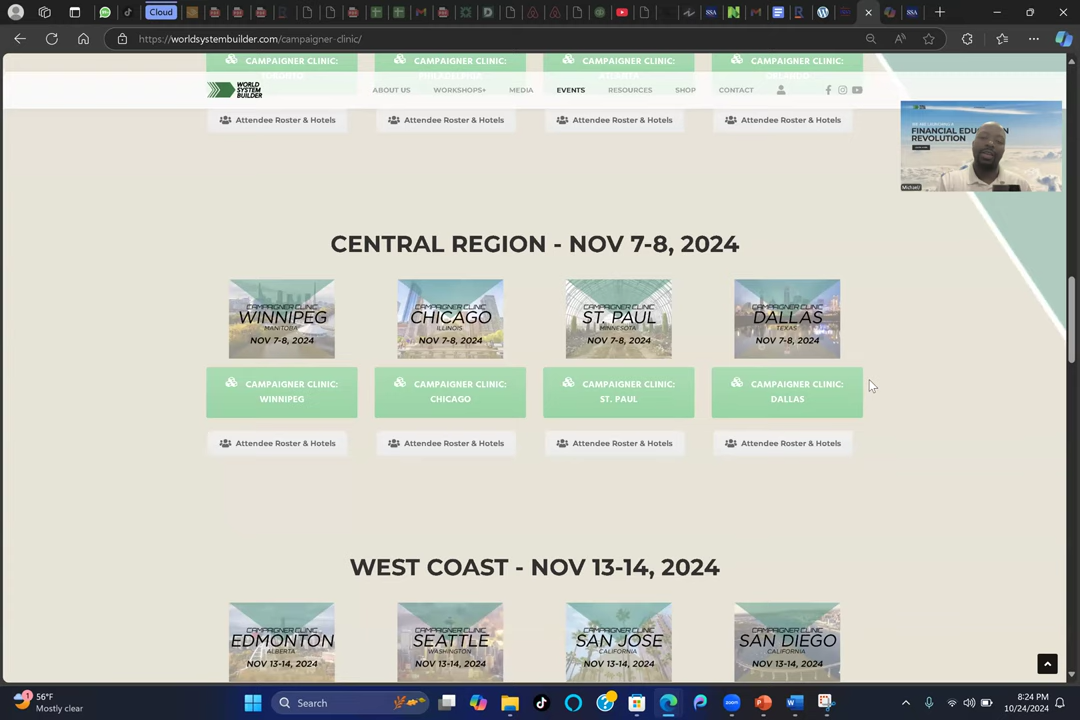 Cloud
https://worldsystembuilder.com/campaigner-clinic/
CAMPAIGNER CLINIC:
CAMPAIGNER CLINIC:
CAMPAIGNER CLINIC:
CAMPAIGNER CLINIC:
PHILADELPHIA
ATLANTA
ORLANDO
WORLD
SYSTEM
BUILDER
ABOUT US
WORKSHOPS+
MEDIA
EVENTS
RESOURCES
SHOP
CONTACT
Attendee Roster & Hotels
Attendee Roster & Hotels
Attendee Roster & Hotels
Attendee Roster & Hotels
FINANCIAL EDUCATION
REVOLUTION
Michael
CENTRAL REGION - NOV 7-8, 2024
CAMPAIGNER CLINIC
WINNIPEG
MANITOBA
NOV 7-8, 2024
CAMPAIGNER CLINIC
CHICAGO
ILLINOIS
NOV 7-8, 2024
CAMPAIGNER CLINIC
ST. PAUL
MINNESOTA
NOV 7-8, 2024
CAMPAIGNER CLINIC
DALLAS
TEXAS
NOV 7-8, 2024
CAMPAIGNER CLINIC:
WINNIPEG
CAMPAIGNER CLINIC:
CHICAGO
CAMPAIGNER CLINIC:
ST. PAUL
CAMPAIGNER CLINIC:
DALLAS
Attendee Roster & Hotels
Attendee Roster & Hotels
Attendee Roster & Hotels
Attendee Roster & Hotels
WEST COAST - NOV 13-14, 2024
CAMPAIGNER CLINIC
EDMONTON
ALBERTA
NOV 13-14, 2024
CAMPAIGNER CLINIC
SEATTLE
WASHINGTON
NOV 13-14, 2024
CAMPAIGNER CLINIC
SAN JOSE
CALIFORNIA
NOV 13-14, 2024
CAMPAIGNER CLINIC
SAN DIEGO
CALIFORNIA
NOV 13-14, 2024
56°F
Mostly clear
Search
8:24 PM
10/24/2024